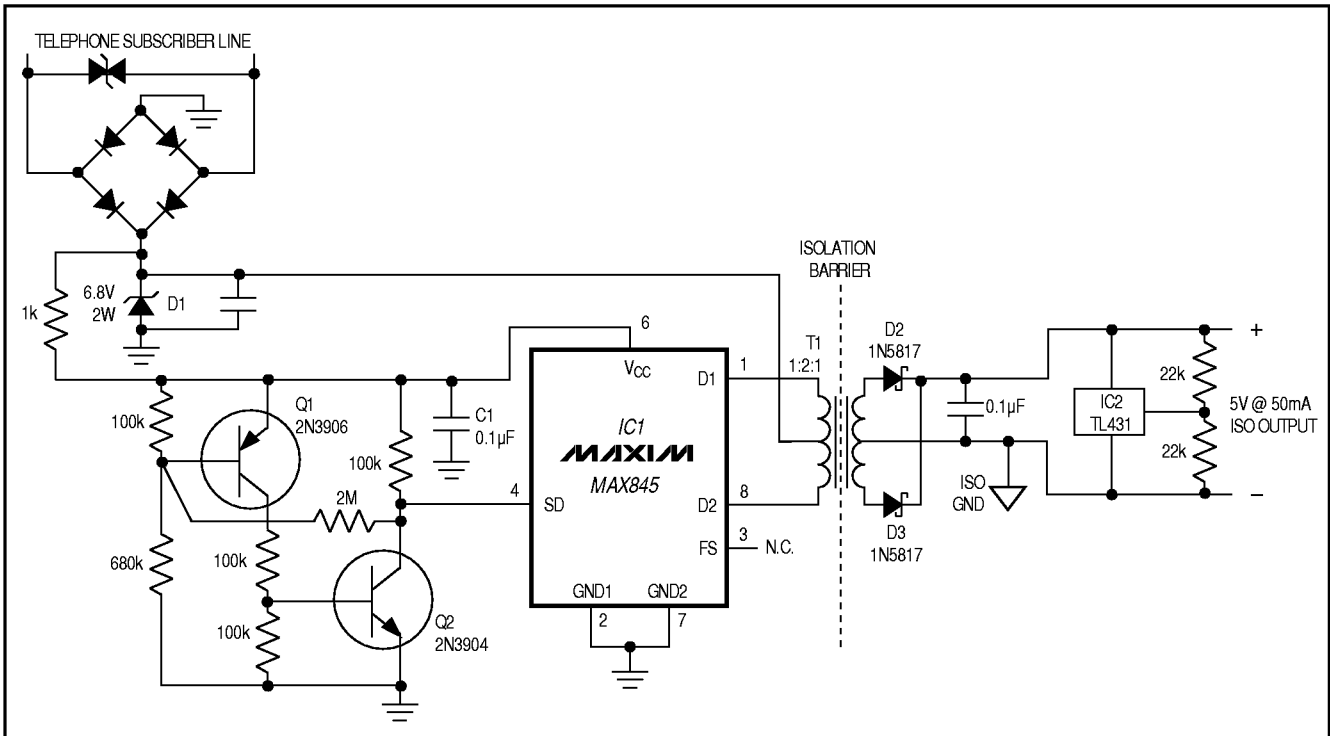 TELEPHONE SUBSCRIBER LINE
1k
6.8V
2W
D1
ISOLATION
BARRIER
6
VCC
T1
1:2:1
D2
1N5817
1
D1
100k
Q1
2N3906
C1
0.1µF
100k
IC1
MAXIM
MAX845
0.1µF
IC2
TL431
22k
22k
+
5V @ 50mA
ISO OUTPUT
–
2M
4
SD
8
D2
ISO
GND
D3
1N5817
3
FS
N.C.
680k
100k
100k
Q2
2N3904
GND1
GND2
2
7